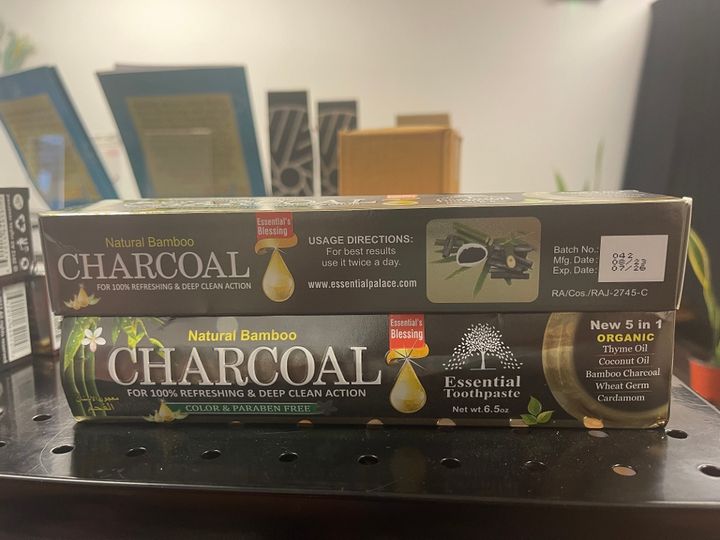 Natural Bamboo
CHARCOAL
FOR 100% REFRESHING & DEEP CLEAN ACTION
Essential's
Blessing
USAGE DIRECTIONS:
For best results
use it twice a day.
www.essentialpalace.com
Batch No.: 042
Mfg. Date: 08/23
Exp. Date: 07/26
RA/Cos./RAJ-2745-C
Natural Bamboo
CHARCOAL
FOR 100% REFRESHING & DEEP CLEAN ACTION
COLOR & PARABEN FREE
معجون الأسنان
الفحم
Essential's
Blessing
Essential
Toothpaste
Net wt.6.5oz
New 5 in 1
ORGANIC
Thyme Oil
Coconut Oil
Bamboo Charcoal
Wheat Germ
Cardamom